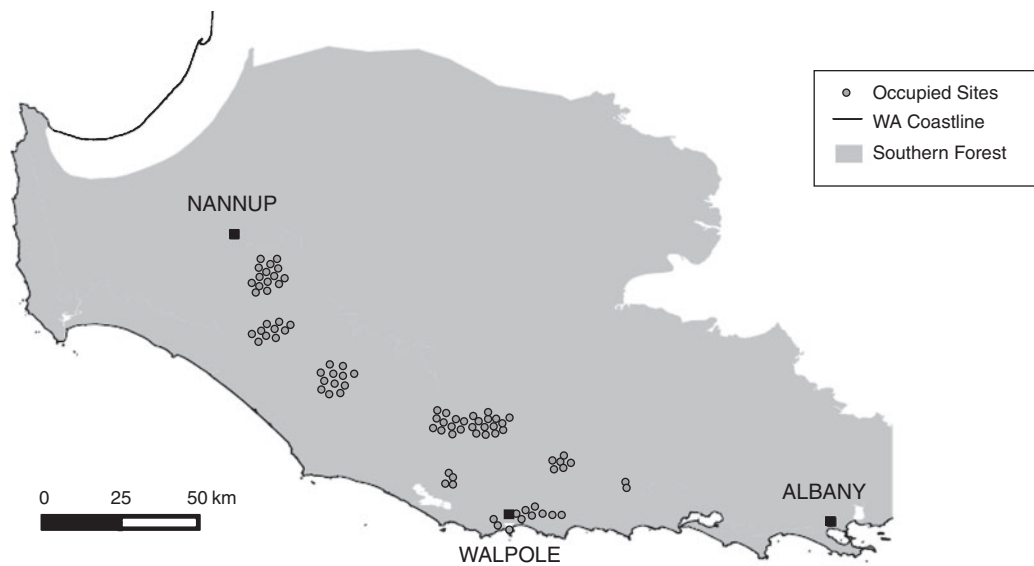 Occupied Sites
WA Coastline
Southern Forest
NANNUP
0 25 50 km
ALBANY
WALPOLE